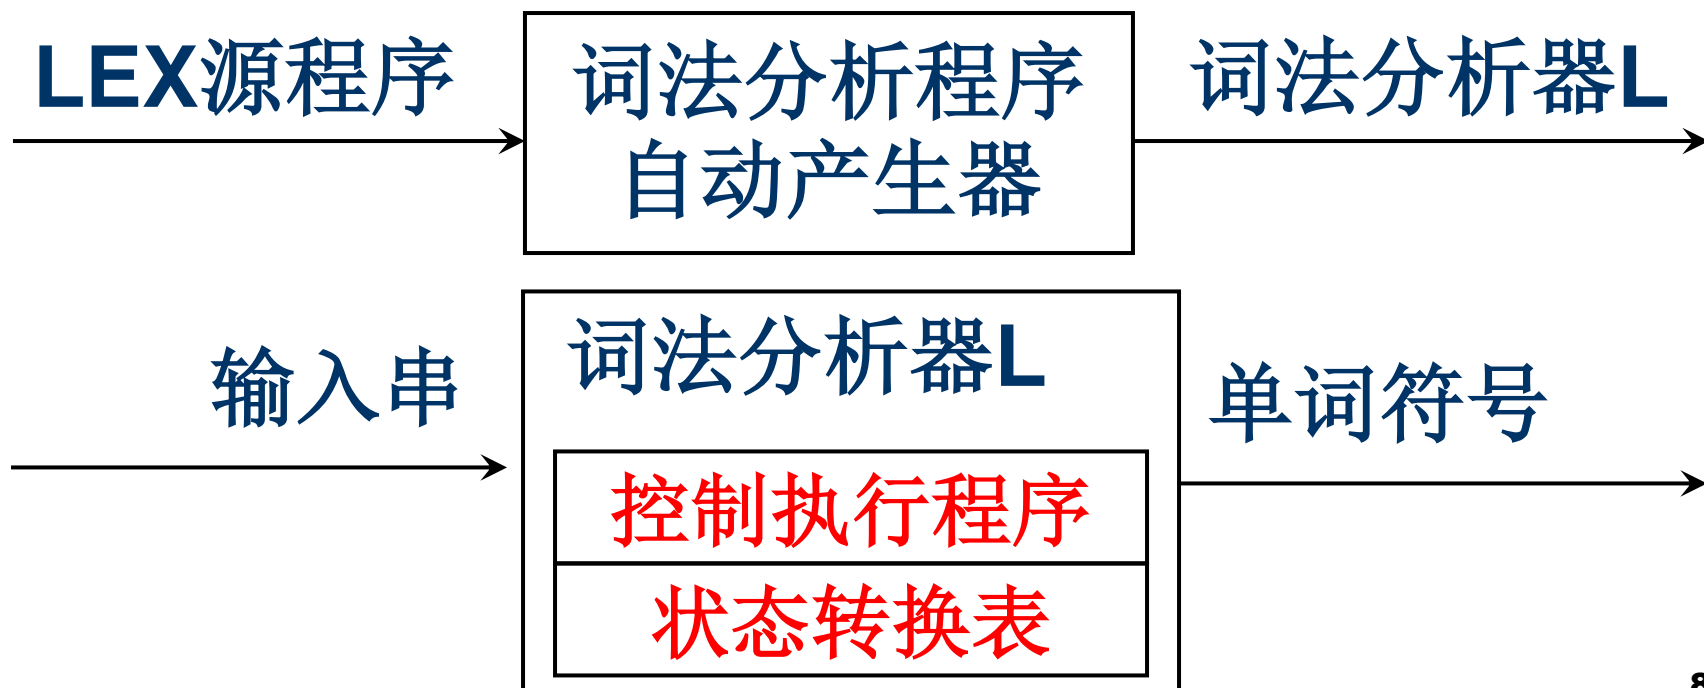 LEX源程序
词法分析程序
自动产生器
词法分析器L
输入串
词法分析器L
控制执行程序
状态转换表
单词符号